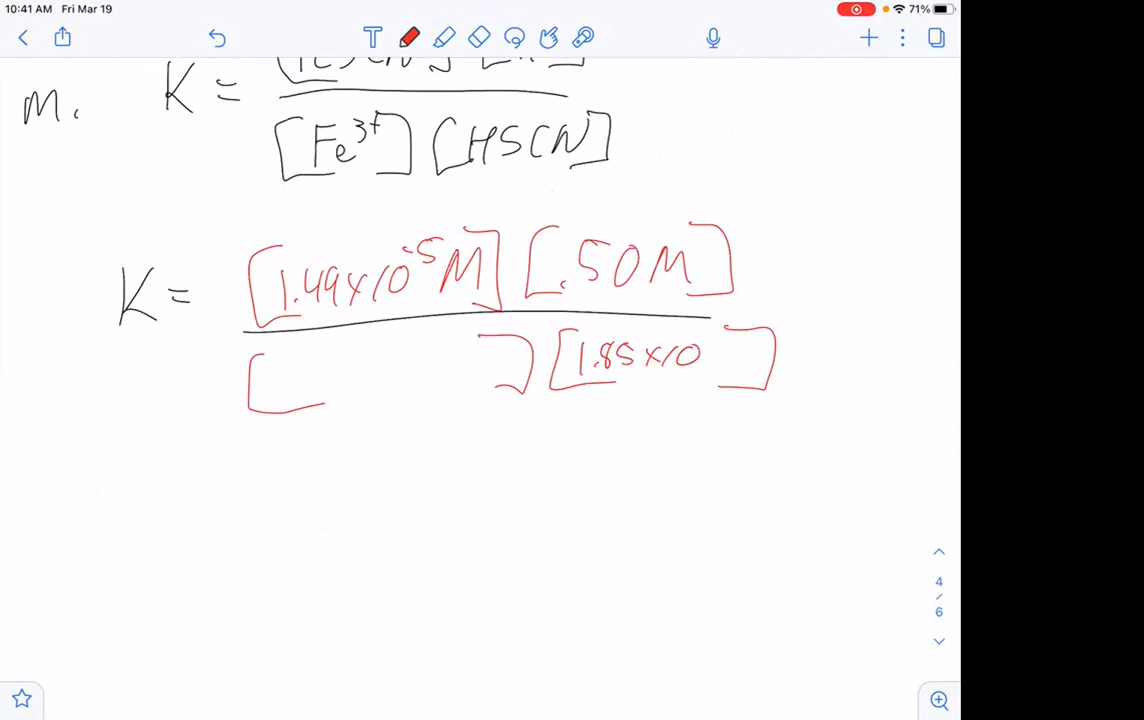 10:41 AM Fri Mar 19
71%
T
M. K =
[Fe3+] [HSCN]
K = [1.49x10-5M] [.50M]
[ ] [1.85x10 ]
4
/
6